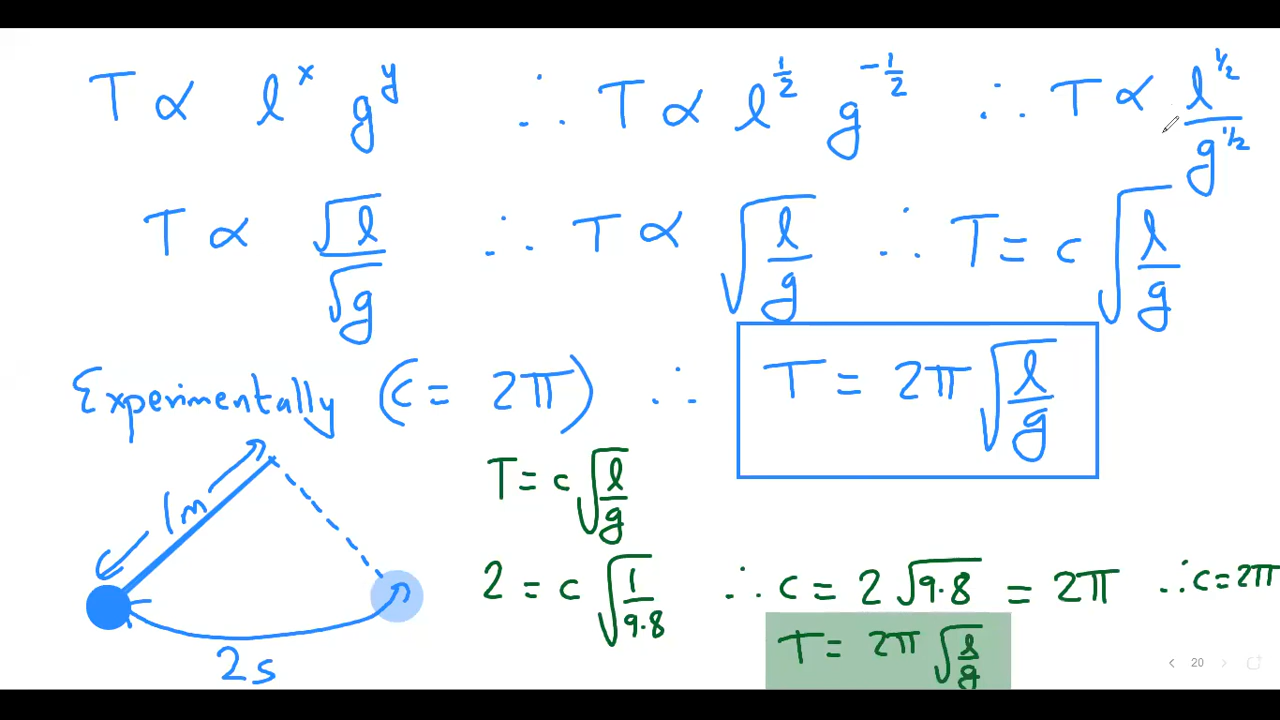 T ∝ l^x g^y ∴ T ∝ l^½ g^-½ ∴ T ∝ l^½/g^½
T ∝ √l/√g ∴ T ∝ √(l/g) ∴ T = c √(l/g)
Experimentally (c = 2π) ∴ T = 2π √(l/g)
1m
T = c √(l/g)
2 = c √(1/9.8) ∴ c = 2 √9.8 = 2π ∴ c = 2π
T = 2π √(l/g)
2s
20